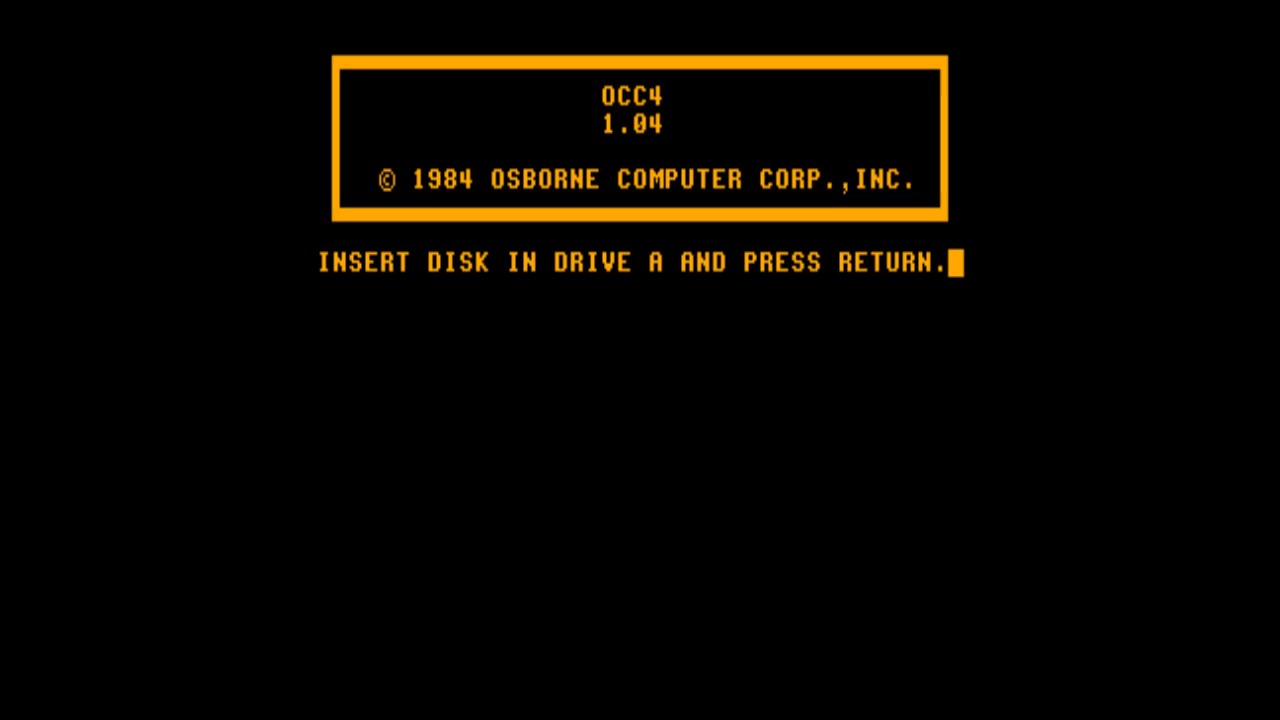 OCC4
1.04
© 1984 OSBORNE COMPUTER CORP.,INC.
INSERT DISK IN DRIVE A AND PRESS RETURN.